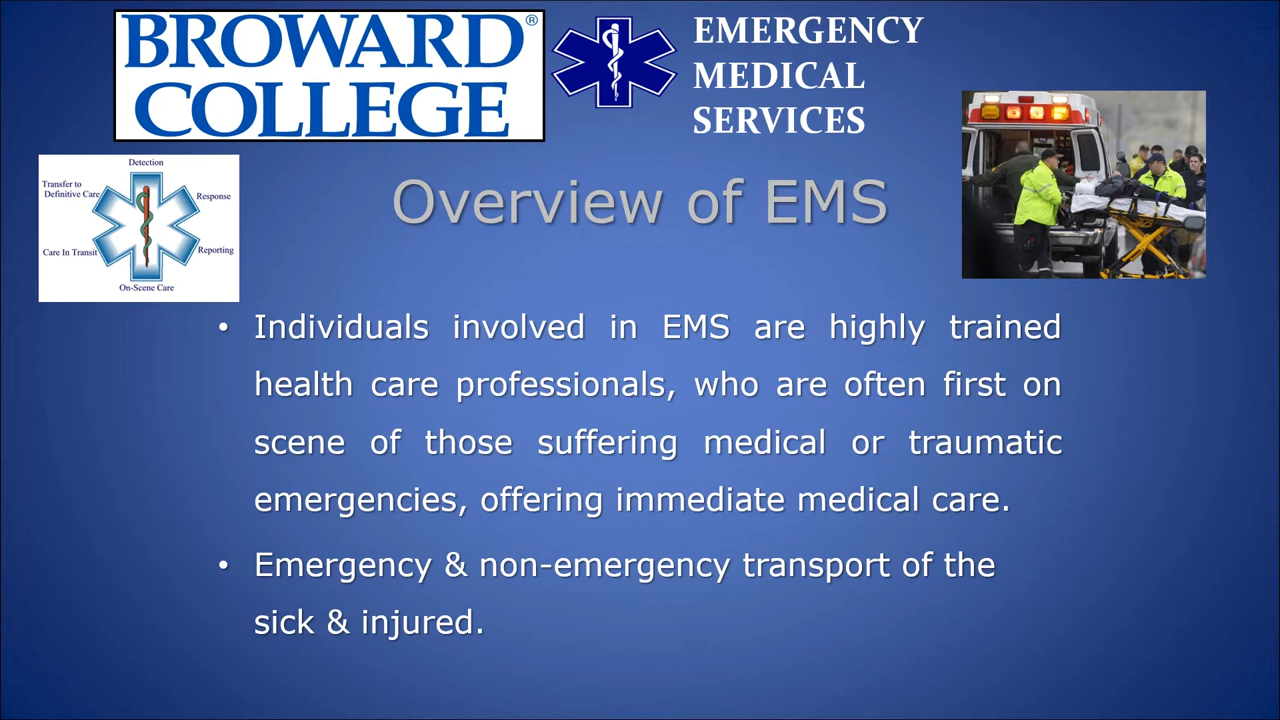 BROWARD®
COLLEGE
EMERGENCY
MEDICAL
SERVICES
Detection
Transfer to
Definitive Care
Response
Care In Transit
Reporting
On-Scene Care
Overview of EMS
• Individuals involved in EMS are highly trained
health care professionals, who are often first on
scene of those suffering medical or traumatic
emergencies, offering immediate medical care.
• Emergency & non-emergency transport of the
sick & injured.